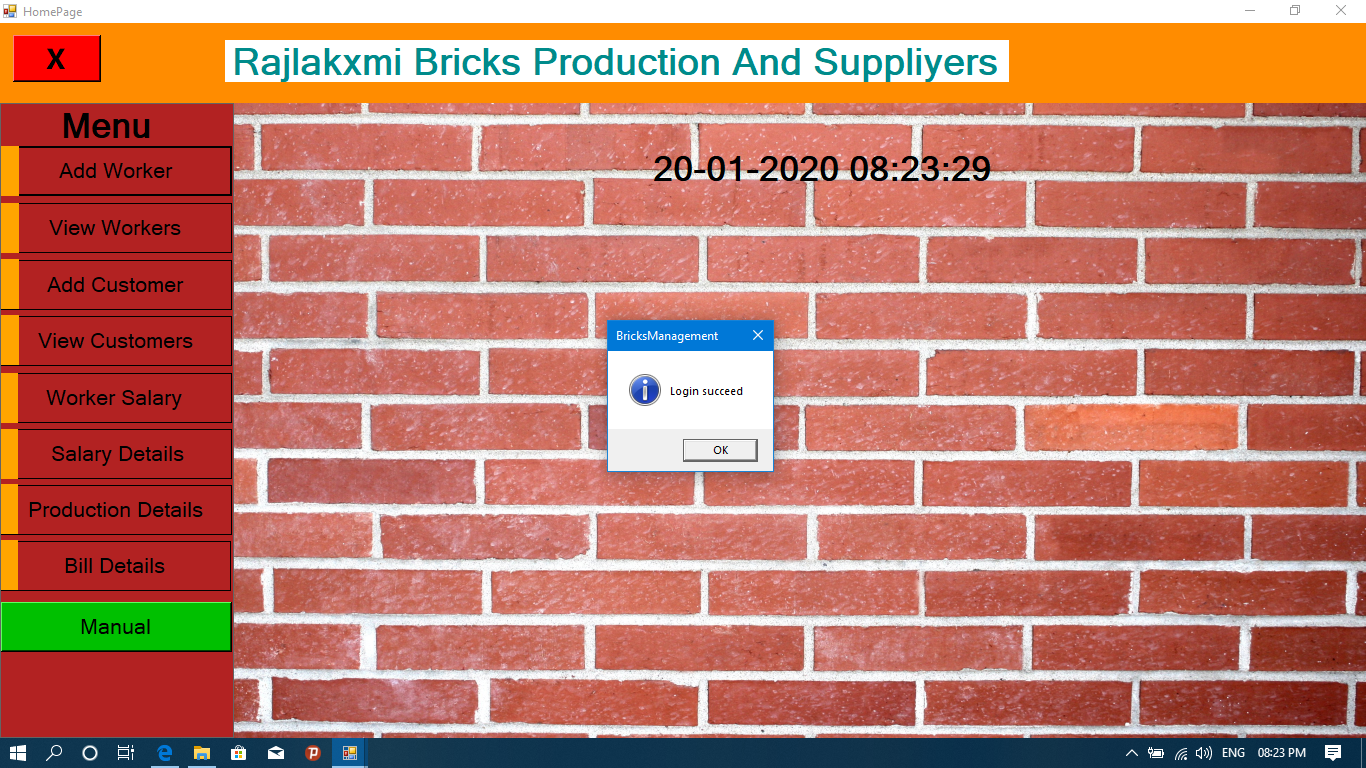 HomePage
X
Rajlakxmi Bricks Production And Suppliyers
Menu
Add Worker
View Workers
Add Customer
View Customers
Worker Salary
Salary Details
Production Details
Bill Details
Manual
20-01-2020 08:23:29
BricksManagement
Login succeed
OK
ENG 08:23 PM